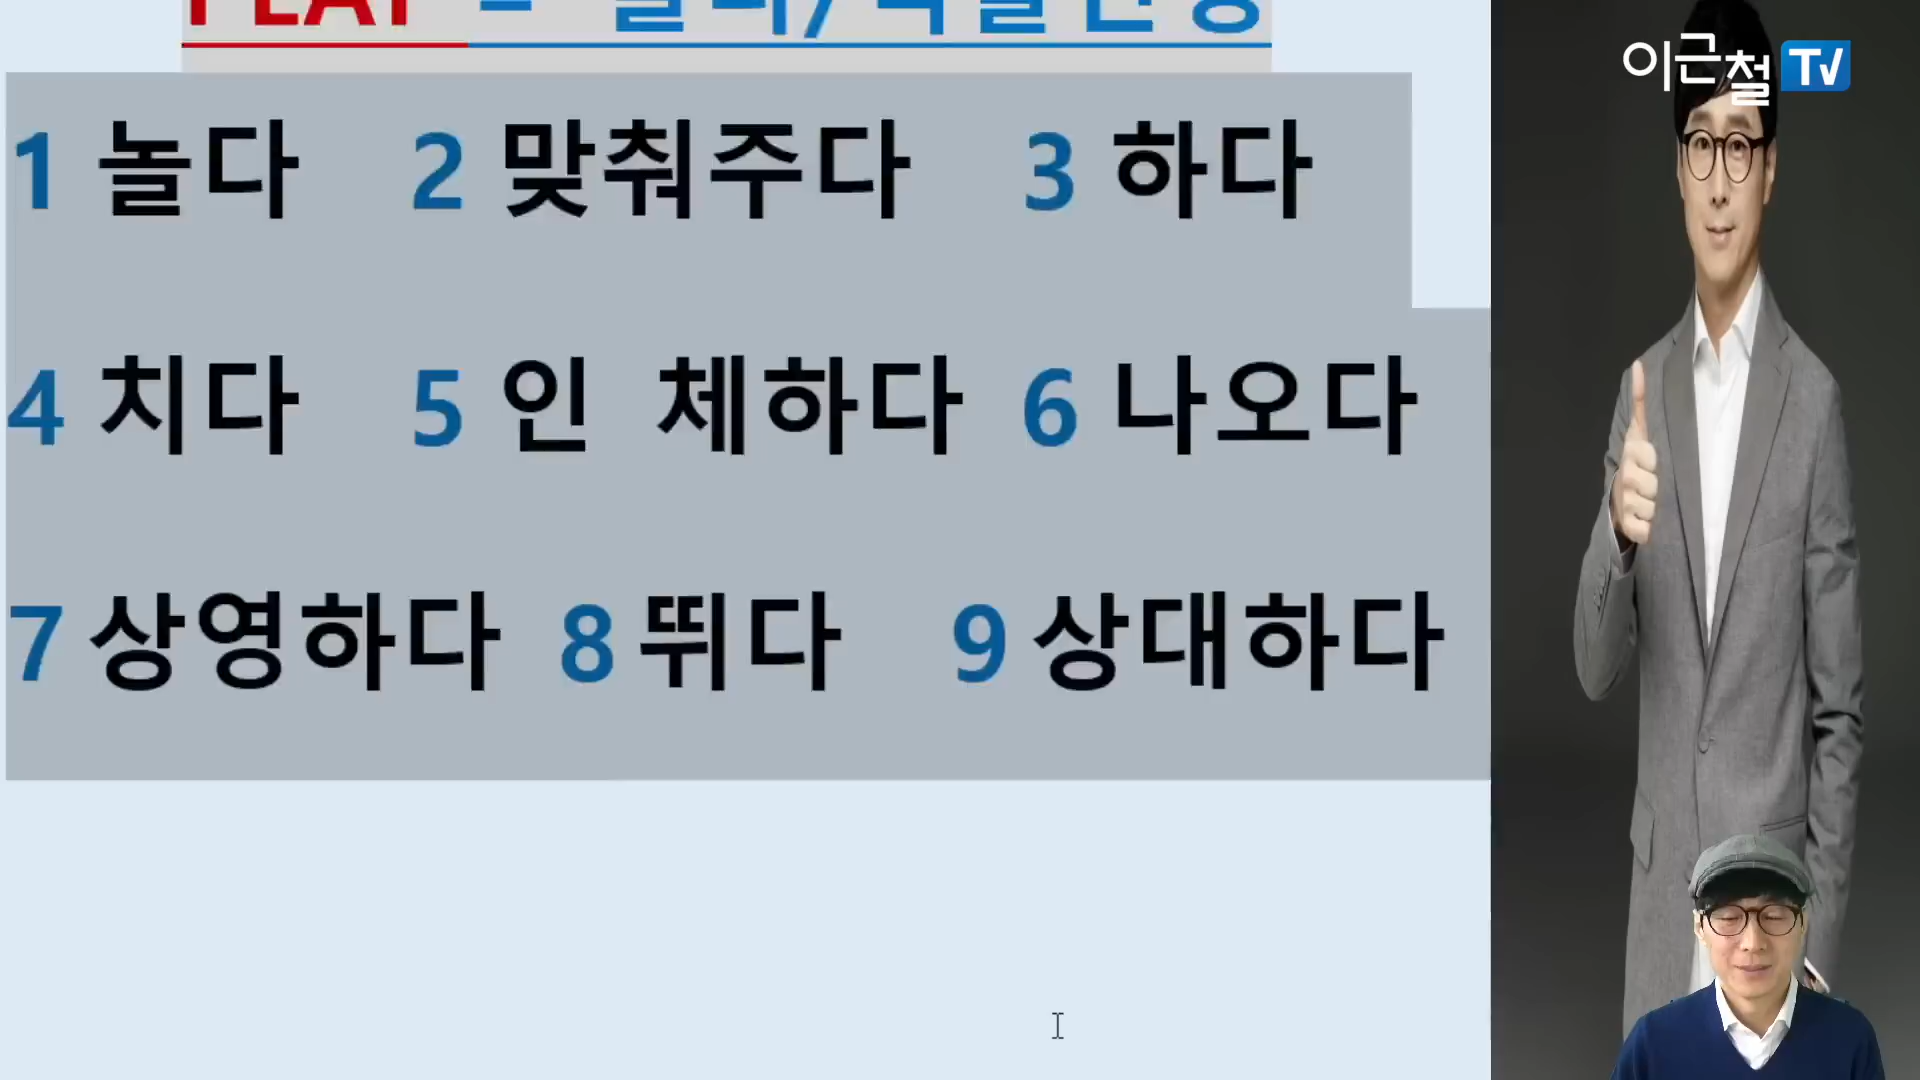 PLAY =
이근철 TV
1 놀다 2 맞춰주다 3 하다
4 치다 5 인 체하다 6 나오다
7 상영하다 8 뛰다 9 상대하다